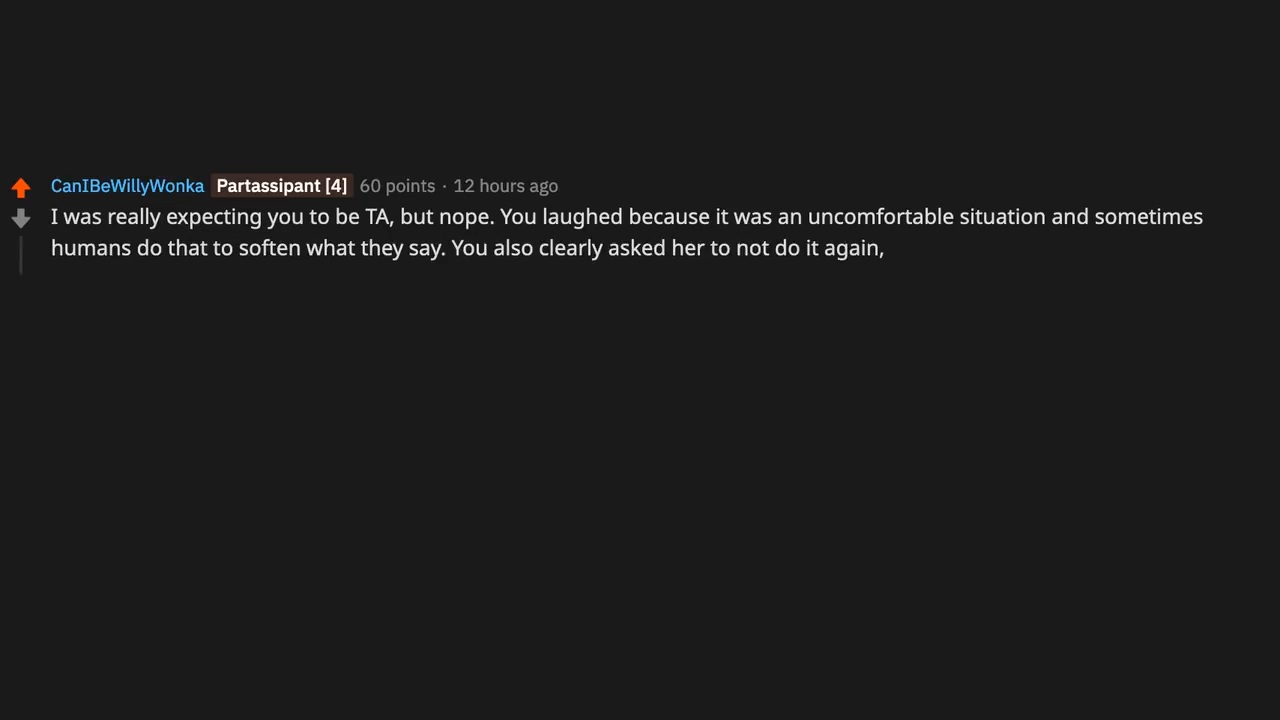 CanIBeWillyWonka Partassipant [4] 60 points · 12 hours ago
I was really expecting you to be TA, but nope. You laughed because it was an uncomfortable situation and sometimes
humans do that to soften what they say. You also clearly asked her to not do it again,